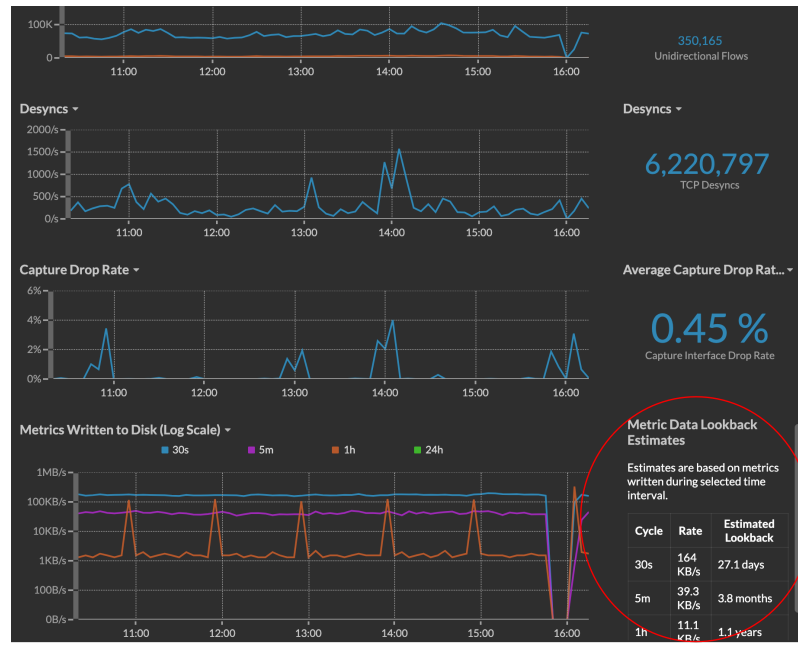 100K
0
11:00 12:00 13:00 14:00 15:00 16:00
350,165
Unidirectional Flows
Desyncs
2000/s
1500/s
1000/s
500/s
0/s
11:00 12:00 13:00 14:00 15:00 16:00
Desyncs
6,220,797
TCP Desyncs
Capture Drop Rate
6%
4%
2%
0%
11:00 12:00 13:00 14:00 15:00 16:00
Average Capture Drop Rat...
0.45 %
Capture Interface Drop Rate
Metrics Written to Disk (Log Scale)
30s 5m 1h 24h
1MB/s
100KB/s
10KB/s
1KB/s
100B/s
0B/s
11:00 12:00 13:00 14:00 15:00 16:00
Metric Data Lookback
Estimates
Estimates are based on metrics
written during selected time
interval.
Cycle Rate Estimated
Lookback
30s 164
KB/s 27.1 days
5m 39.3
KB/s 3.8 months
1h 11.1
KB/s 1.1 years